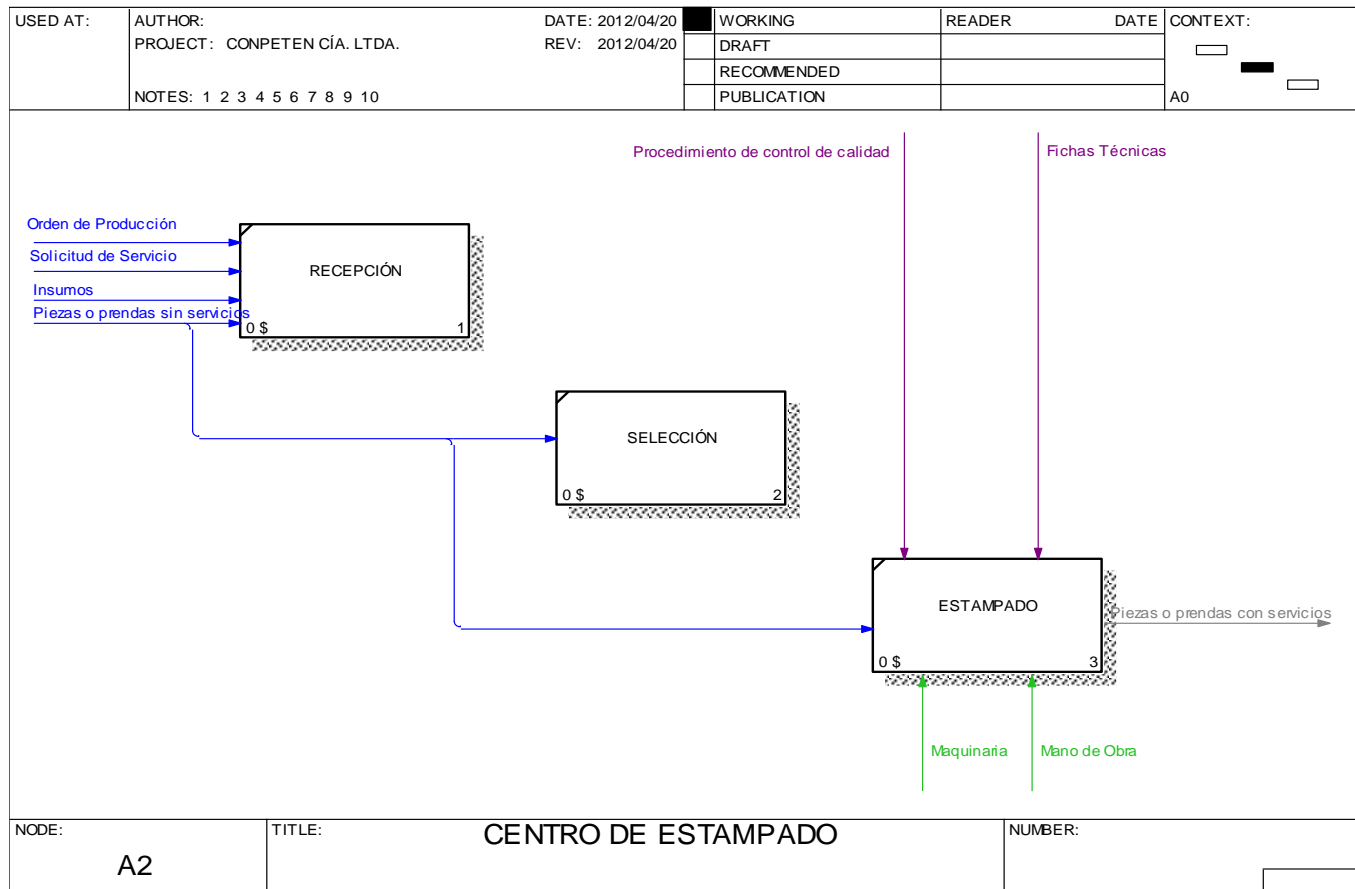 USED AT:
AUTHOR:
DATE: 2012/04/20
PROJECT: CONPETEN CÍA. LTDA.
REV: 2012/04/20
NOTES: 1 2 3 4 5 6 7 8 9 10
WORKING
DRAFT
RECOMMENDED
PUBLICATION
READER
DATE
CONTEXT:
A0
Procedimiento de control de calidad
Fichas Técnicas
Orden de Producción
Solicitud de Servicio
Insumos
Piezas o prendas sin servicios
RECEPCIÓN
0 $
1
SELECCIÓN
0 $
2
ESTAMPADO
0 $
3
Piezas o prendas con servicios
Maquinaria
Mano de Obra
NODE:
A2
TITLE:
CENTRO DE ESTAMPADO
NUMBER: